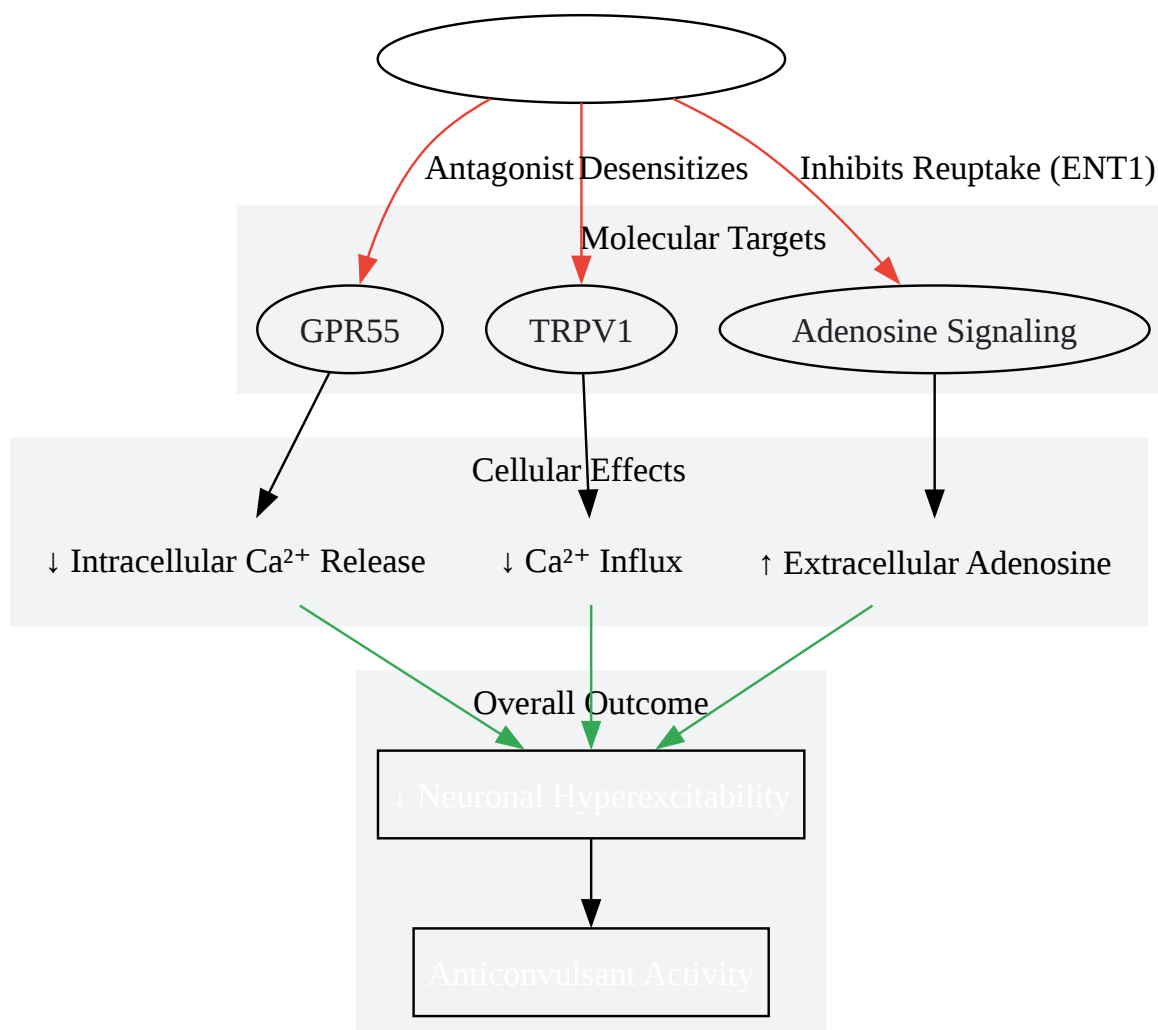 Antagonist
Desensitizes
Inhibits Reuptake (ENT1)
Molecular Targets
GPR55
TRPV1
Adenosine Signaling
Cellular Effects
↓ Intracellular Ca²⁺ Release
↓ Ca²⁺ Influx
↑ Extracellular Adenosine
Overall Outcome
↓ Neuronal Hyperexcitability
Anticonvulsant Activity